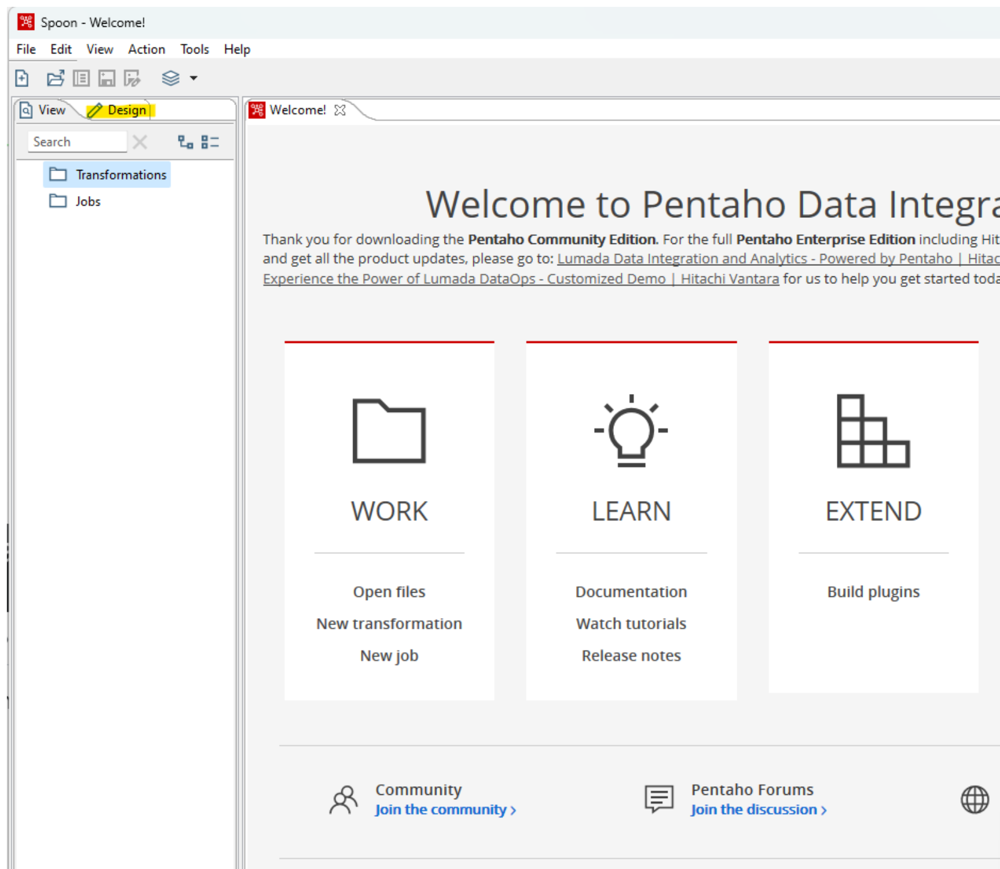 Spoon - Welcome!
File Edit View Action Tools Help
View Design
Welcome!
Search
Transformations
Jobs
Welcome to Pentaho Data
Thank you for downloading the Pentaho Community Edition. For the full Pentaho Enterprise Edition including
and get all the product updates, please go to: Lumada Data Integration and Analytics - Powered by Pentaho |
Experience the Power of Lumada DataOps - Customized Demo | Hitachi Vantara for us to help you get started
WORK
Open files
New transformation
New job
LEARN
Documentation
Watch tutorials
Release notes
EXTEND
Build plugins
Community
Join the community >
Pentaho Forums
Join the discussion >